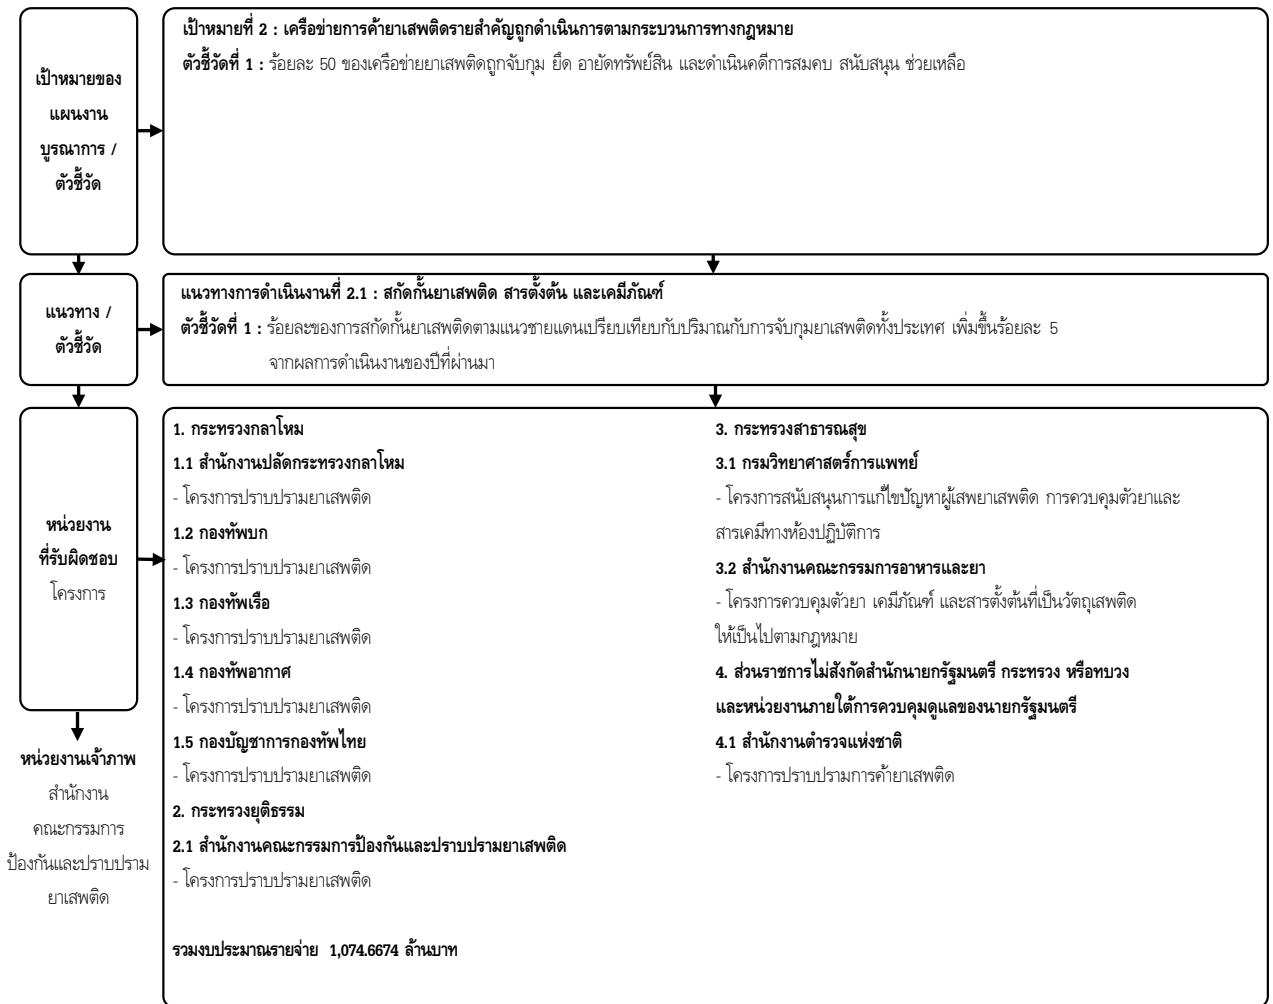 เป้าหมายของ
แผนงาน
บูรณาการ /
ตัวชี้วัด
เป้าหมายที่ 2 : เครือข่ายการค้ายาเสพติดรายสำคัญถูกดำเนินการตามกระบวนการทางกฎหมาย
ตัวชี้วัดที่ 1 : ร้อยละ 50 ของเครือข่ายยาเสพติดถูกจับกุม ยึด อายัดทรัพย์สิน และดำเนินคดีการสมคบ สนับสนุน ช่วยเหลือ
แนวทาง /
ตัวชี้วัด
แนวทางการดำเนินงานที่ 2.1 : สกัดกั้นยาเสพติด สารตั้งต้น และเคมีภัณฑ์
ตัวชี้วัดที่ 1 : ร้อยละของการสกัดกั้นยาเสพติดตามแนวชายแดนเปรียบเทียบกับปริมาณกับการจับกุมยาเสพติดทั้งประเทศ เพิ่มขึ้นร้อยละ 5
จากผลการดำเนินงานของปีที่ผ่านมา
หน่วยงาน
ที่รับผิดชอบ
โครงการ
1. กระทรวงกลาโหม
1.1 สำนักงานปลัดกระทรวงกลาโหม
- โครงการปราบปรามยาเสพติด
1.2 กองทัพบก
- โครงการปราบปรามยาเสพติด
1.3 กองทัพเรือ
- โครงการปราบปรามยาเสพติด
1.4 กองทัพอากาศ
- โครงการปราบปรามยาเสพติด
1.5 กองบัญชาการกองทัพไทย
- โครงการปราบปรามยาเสพติด
2. กระทรวงยุติธรรม
2.1 สำนักงานคณะกรรมการป้องกันและปราบปรามยาเสพติด
- โครงการปราบปรามยาเสพติด
รวมงบประมาณรายจ่าย 1,074.6674 ล้านบาท
3. กระทรวงสาธารณสุข
3.1 กรมวิทยาศาสตร์การแพทย์
- โครงการสนับสนุนการแก้ไขปัญหาผู้เสพยาเสพติด การควบคุมตัวยาและ
สารเคมีทางห้องปฏิบัติการ
3.2 สำนักงานคณะกรรมการอาหารและยา
- โครงการควบคุมตัวยา เคมีภัณฑ์ และสารตั้งต้นที่เป็นวัตถุเสพติด
ให้เป็นไปตามกฎหมาย
4. ส่วนราชการไม่สังกัดสำนักนายกรัฐมนตรี กระทรวง หรือทบวง
และหน่วยงานภายใต้การควบคุมดูแลของนายกรัฐมนตรี
4.1 สำนักงานตำรวจแห่งชาติ
- โครงการปราบปรามการค้ายาเสพติด
หน่วยงานเจ้าภาพ
สำนักงาน
คณะกรรมการ
ป้องกันและปราบปราม
ยาเสพติด